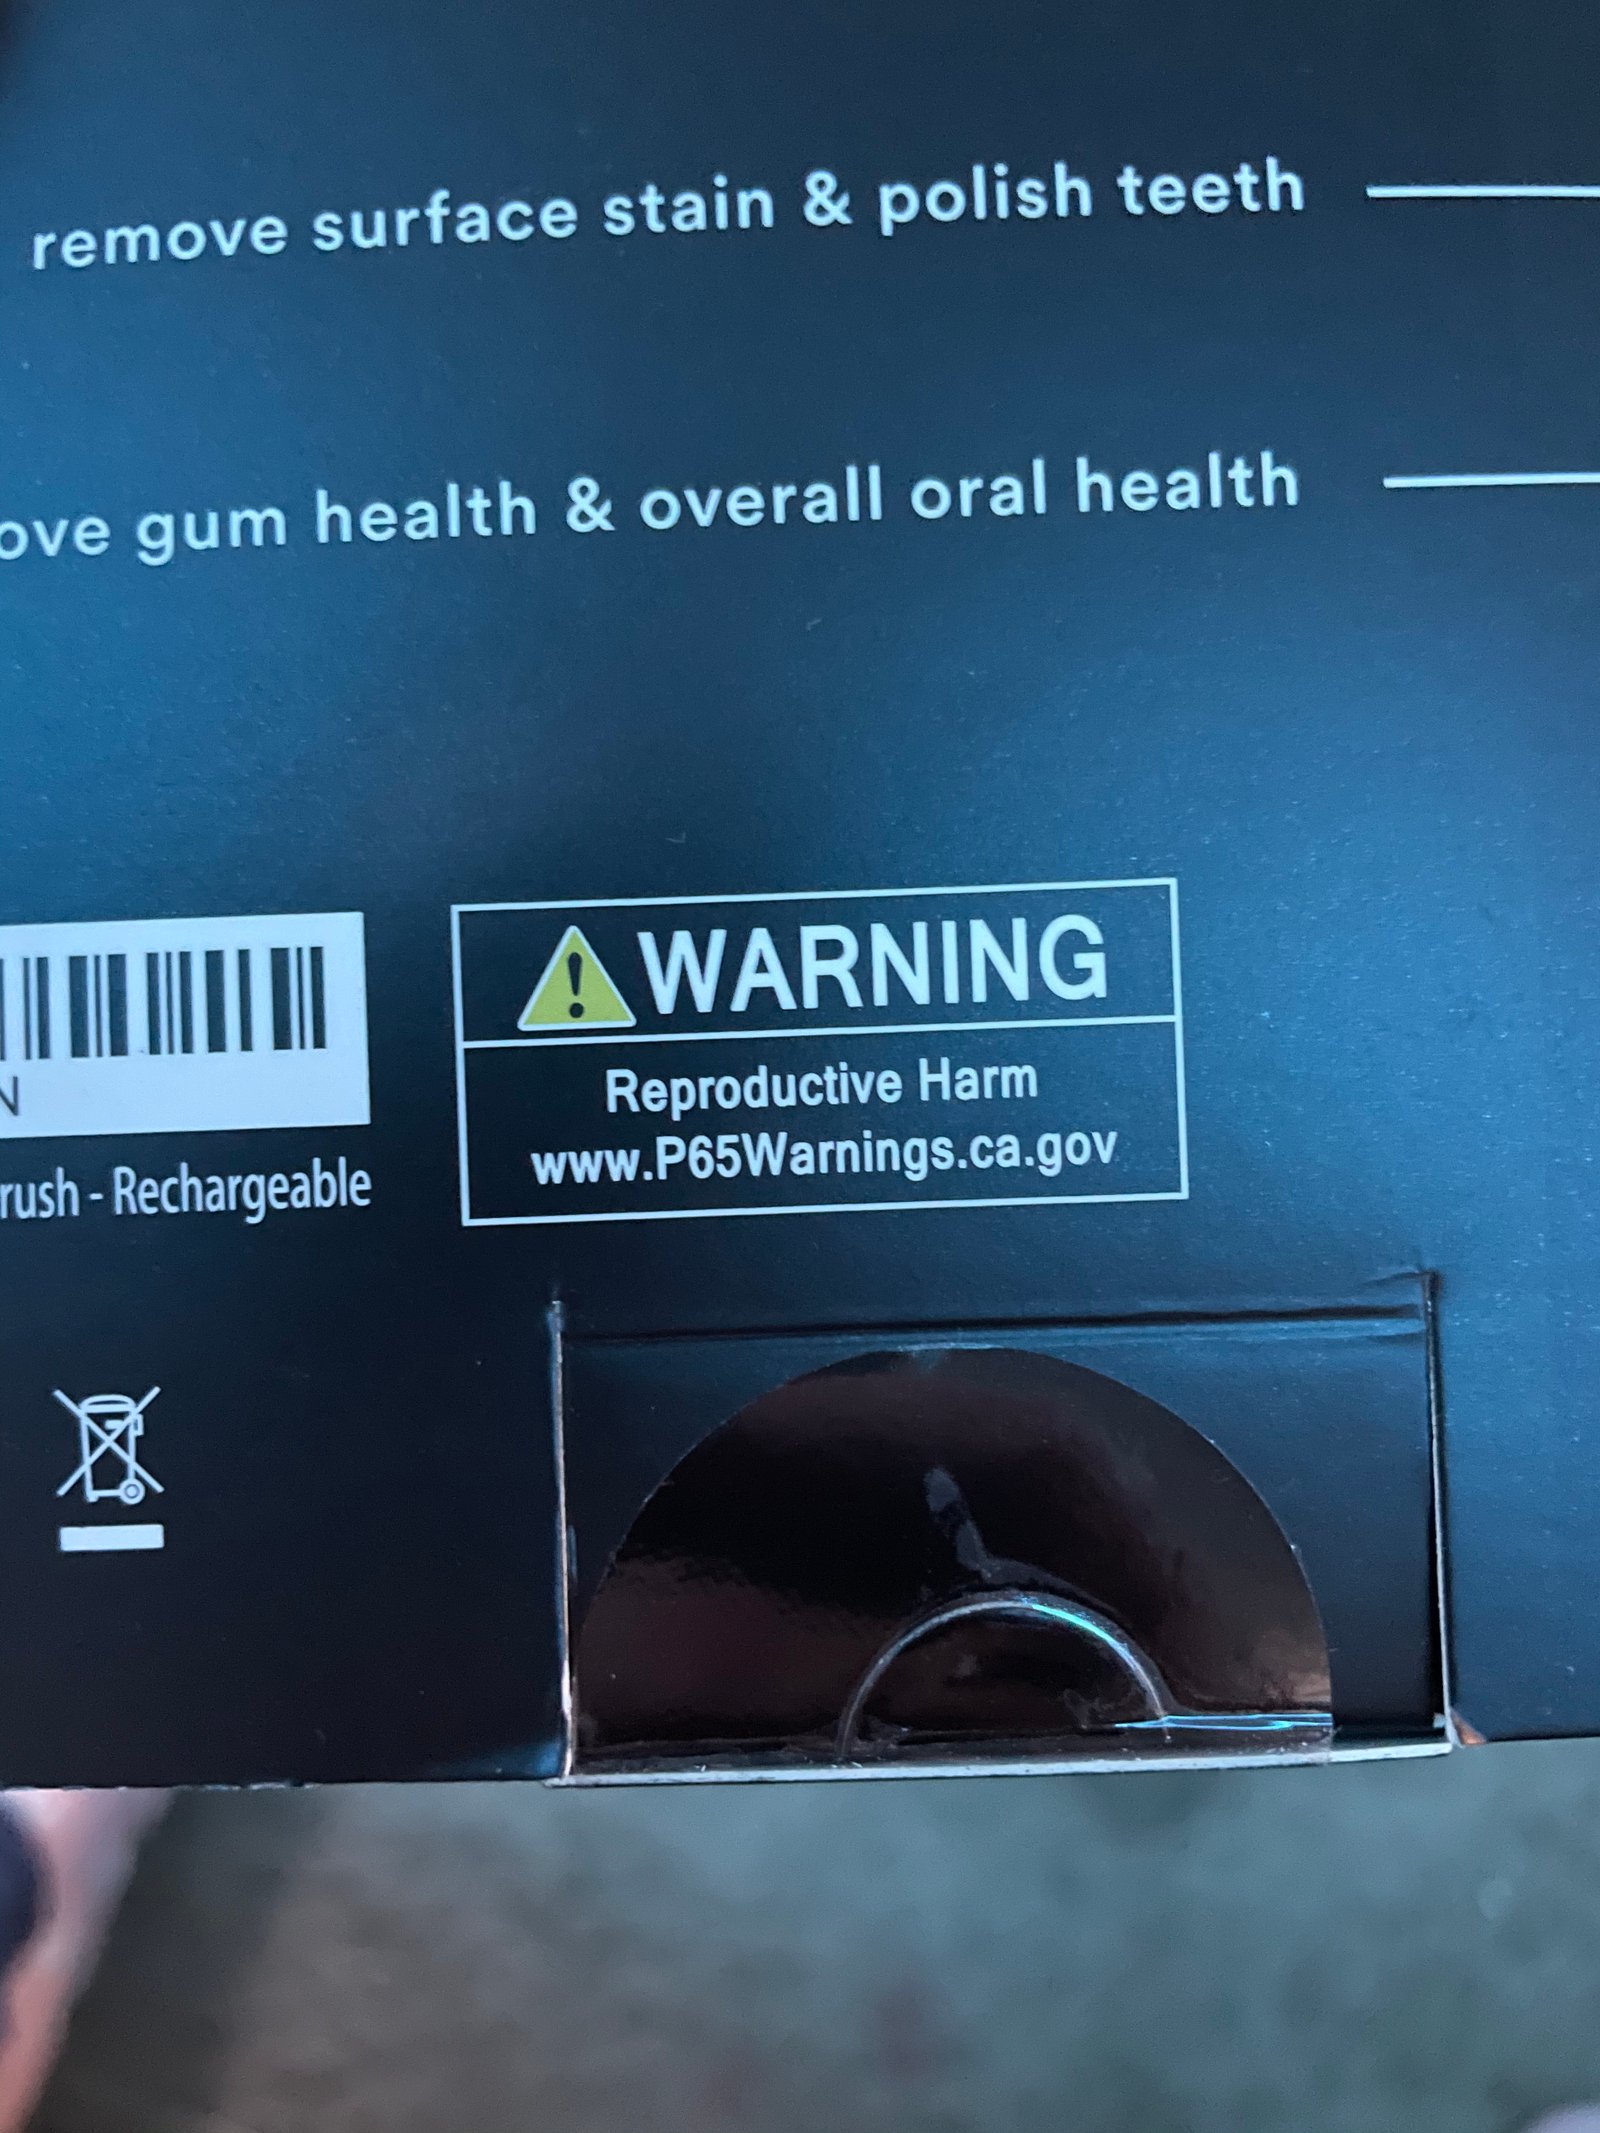 remove surface stain & polish teeth
ove gum health & overall oral health
WARNING
Reproductive Harm
www.P65Warnings.ca.gov
N
rush - Rechargeable